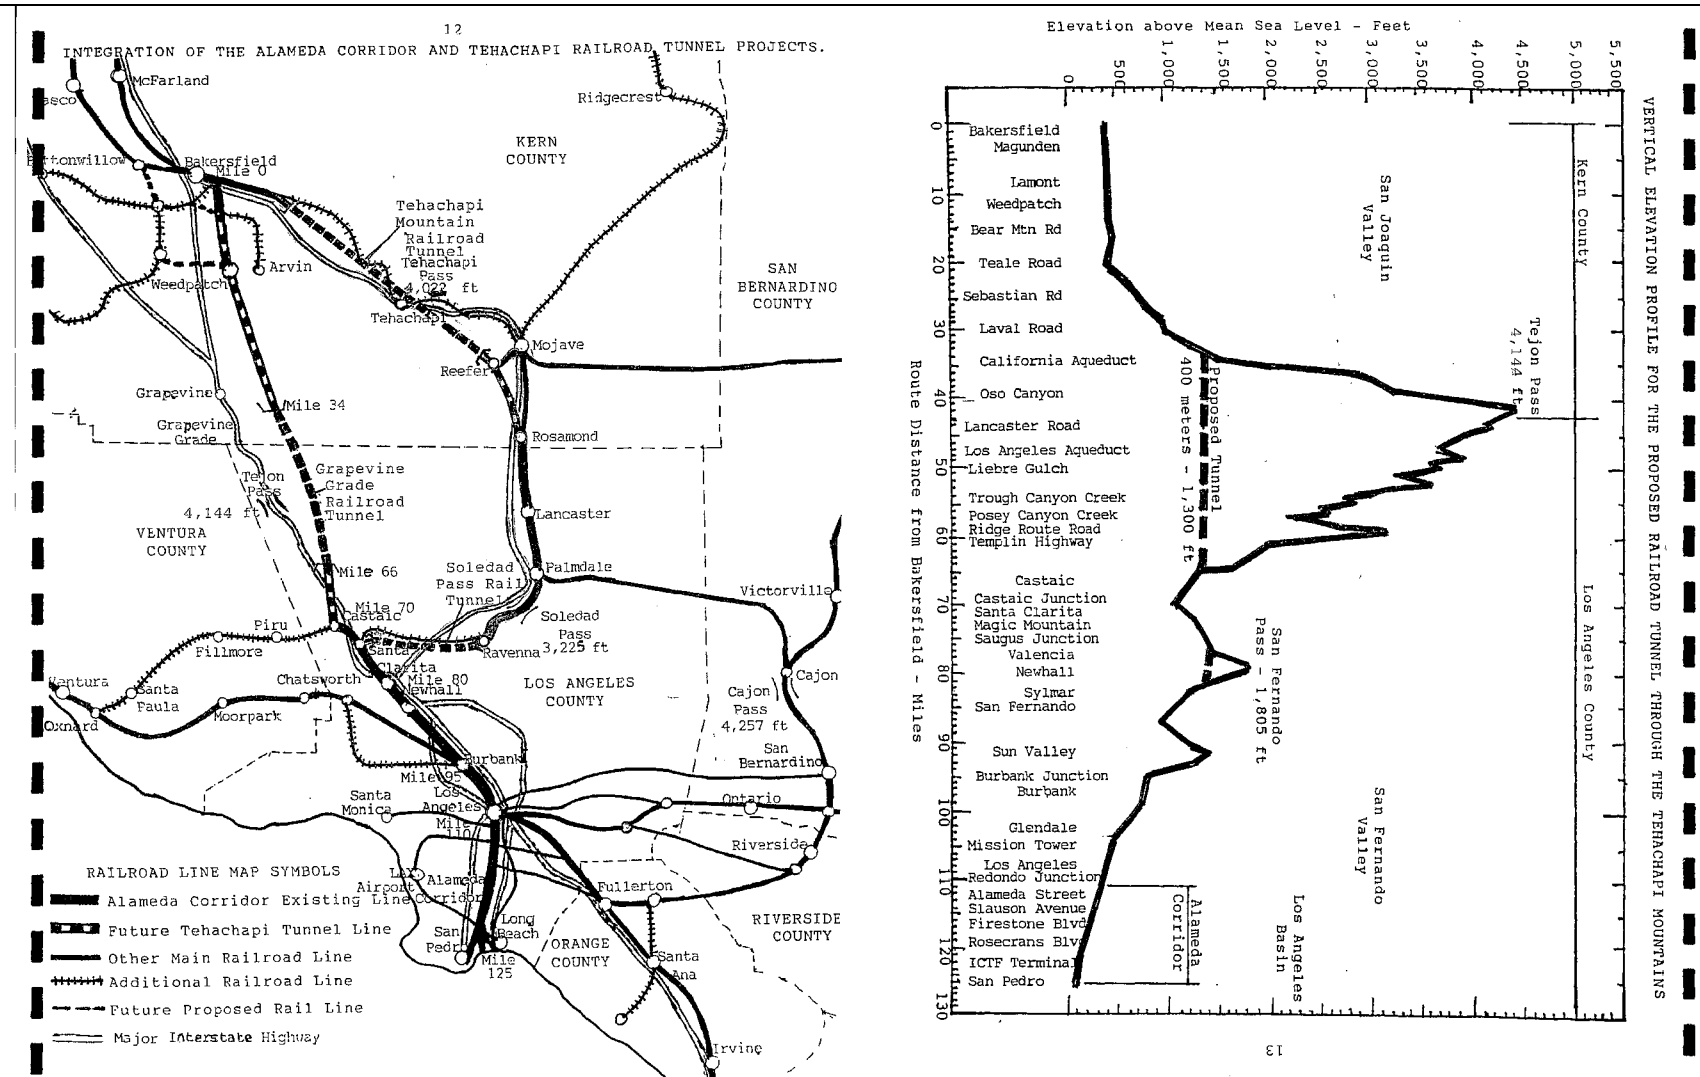 12
INTEGRATION OF THE ALAMEDA CORRIDOR AND TEHACHAPI RAILROAD TUNNEL PROJECTS.
McFarland
Ridgecrest
KERN
COUNTY
Bakersfield
Mile 0
Tehachapi
Mountain
Railroad
Tunnel
Tehachapi
Pass
4,022 ft
Arvin
Weedpatch
Tehachapi
SAN
BERNARDINO
COUNTY
Mojave
Reefer
Grapevine
Mile 34
Grapevine
Grade
Rosamond
Grapevine
Grade
Railroad
Tunnel
Tejon
Pass
4,144 ft
Lancaster
VENTURA
COUNTY
Mile 66
Soledad
Pass Rail
Tunnel
Palmdale
Victorville
Mile 70
Castaic
Soledad
Pass
3,225 ft
Piru
Fillmore
Santa
Clarita
Ravenna
Chatsworth
Mile 80
Newhall
LOS ANGELES
COUNTY
Cajon
Cajon
Pass
4,257 ft
Ventura
Santa
Paula
Oxnard
Moorpark
San
Bernardino
Burbank
Mile 95
Los
Angeles
Santa
Monica
Mile
110
Ontario
Riverside
RAILROAD LINE MAP SYMBOLS
Alameda Corridor Existing Line
Future Tehachapi Tunnel Line
Other Main Railroad Line
Additional Railroad Line
Future Proposed Rail Line
Major Interstate Highway
LAX
Airport
Alameda
Corridor
Fullerton
Long
Beach
San
Mile
125
ORANGE
COUNTY
RIVERSIDE
COUNTY
Santa
Ana
Irvine
Elevation above Mean Sea Level - Feet
0
500
1,000
1,500
2,000
2,500
3,000
3,500
4,000
4,500
5,000
5,500
VERTICAL ELEVATION PROFILE FOR THE PROPOSED RAILROAD TUNNEL THROUGH THE TEHACHAPI MOUNTAINS
Route Distance from Bakersfield - Miles
0
10
20
30
40
50
60
70
80
90
100
110
120
130
Bakersfield
Magunden
Lamont
Weedpatch
Bear Mtn Rd
Teale Road
Sebastian Rd
Laval Road
California Aqueduct
Oso Canyon
Lancaster Road
Los Angeles Aqueduct
Liebre Gulch
Trough Canyon Creek
Posey Canyon Creek
Ridge Route Road
Templin Highway
Castaic
Castaic Junction
Santa Clarita
Magic Mountain
Saugus Junction
Valencia
Newhall
Sylmar
San Fernando
Sun Valley
Burbank Junction
Burbank
Glendale
Mission Tower
Los Angeles
Redondo Junction
Alameda Street
Slauson Avenue
Firestone Blvd
Rosecrans Blv
ICTF Terminal
San Pedro
San Joaquin
Valley
Kern County
Tejon Pass
4,144 ft
Proposed Tunnel
400 meters - 1,300 ft
San Fernando
Pass - 1,805 ft
Los Angeles County
San Fernando
Valley
Alameda
Corridor
Los Angeles
Basin
13